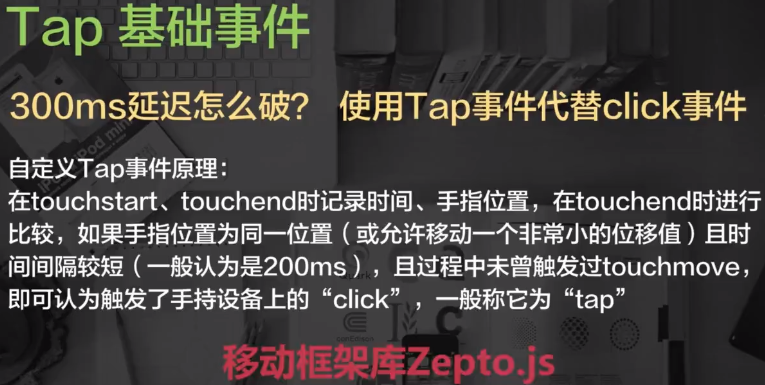 Tap 基础事件
300ms延迟怎么破? 使用Tap事件代替click事件
自定义Tap事件原理：
在touchstart、touchend时记录时间、手指位置，在touchend时进行
比较，如果手指位置为同一位置（或允许移动一个非常小的位移值）且时
间间隔较短（一般认为是200ms），且过程中未曾触发过touchmove，
即可认为触发了手持设备上的“click”，一般称它为“tap”
移动框架库Zepto.js